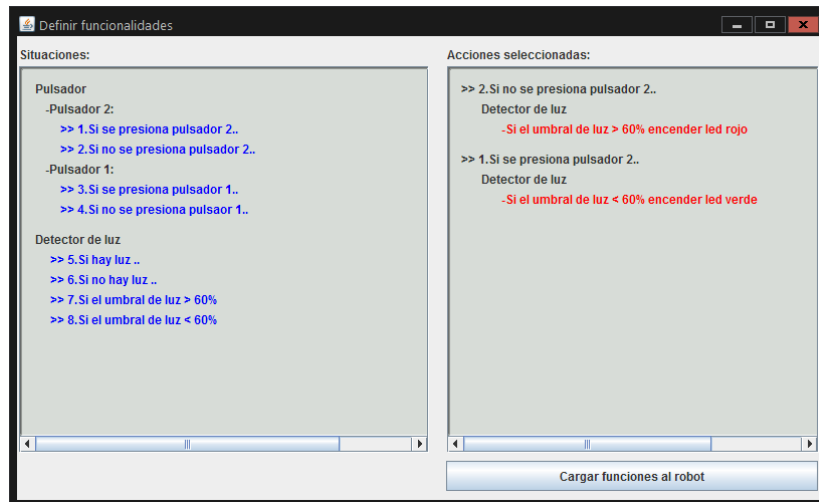 Definir funcionalidades
Situaciones:
Pulsador
-Pulsador 2:
>> 1.Si se presiona pulsador 2..
>> 2.Si no se presiona pulsador 2..
-Pulsador 1:
>> 3.Si se presiona pulsador 1..
>> 4.Si no se presiona pulsaor 1..
Detector de luz
>> 5.Si hay luz ..
>> 6.Si no hay luz ..
>> 7.Si el umbral de luz > 60%
>> 8.Si el umbral de luz < 60%
Acciones seleccionadas:
>> 2.Si no se presiona pulsador 2..
Detector de luz
-Si el umbral de luz > 60% encender led rojo
>> 1.Si se presiona pulsador 2..
Detector de luz
-Si el umbral de luz < 60% encender led verde
Cargar funciones al robot